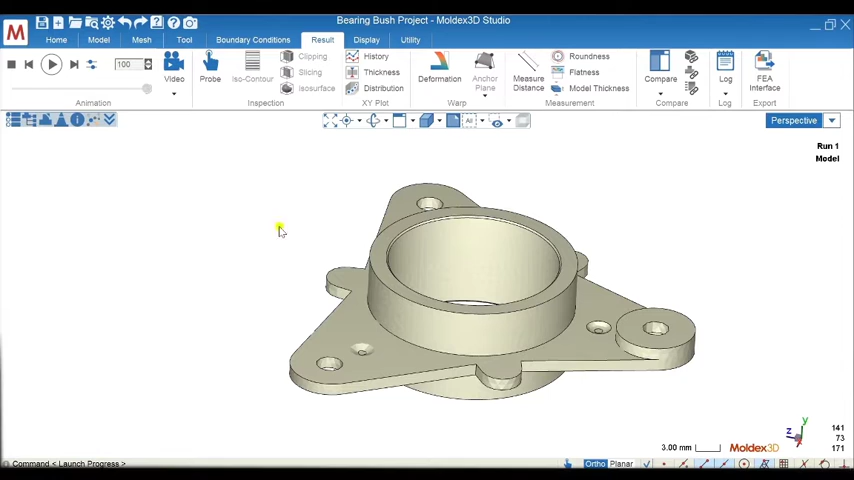 Bearing Bush Project - Moldex3D Studio
Home Model Mesh Tool Boundary Conditions Result Display Utility
100
Video
Animation
Probe
Iso-Contour
Clipping
Slicing
Isosurface
Inspection
History
Thickness
Distribution
XY Plot
Deformation
Anchor Plane
Warp
Measure Distance
Roundness
Flatness
Model Thickness
Measurement
Compare
Compare
Log
Log
FEA Interface
Export
All
Perspective
Run 1
Model
3.00 mm
Moldex3D
y
z
141
73
171
Command < Launch Progress >
Ortho Planar